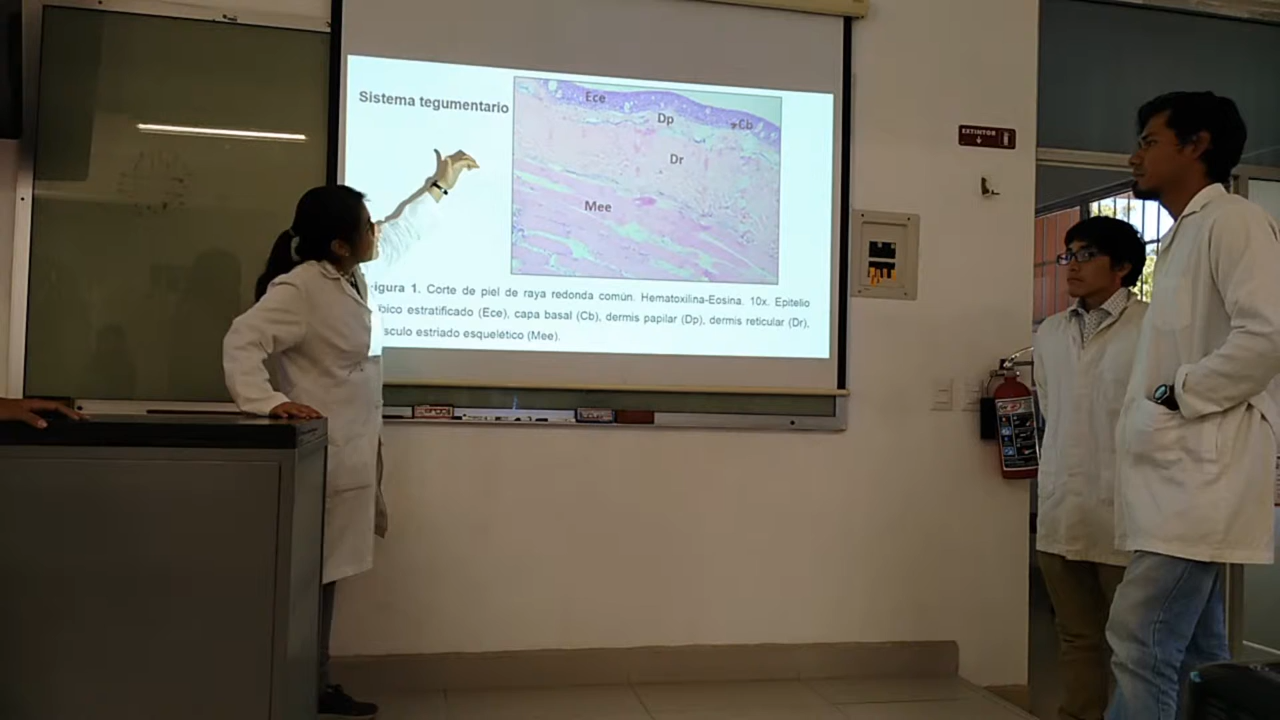 Sistema tegumentario
Ece
Dp
Cb
Dr
Mee
igura 1. Corte de piel de raya redonda común. Hematoxilina-Eosina. 10x. Epitelio
bico estratificado (Ece), capa basal (Cb), dermis papilar (Dp), dermis reticular (Dr),
sculo estriado esquelético (Mee).
EXTINTOR